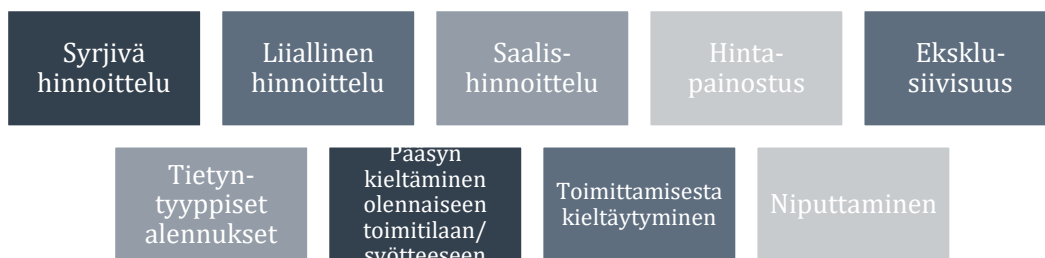 Syrjivä
hinnoittelu
Liiallinen
hinnoittelu
Saalis-
hinnoittelu
Hinta-
painostus
Eksklu-
siivisuus
Tietyn-
tyyppiset
alennukset
Pääsyn
kieltäminen
olennaiseen
toimitilaan/
syötteeseen
Toimittamisesta
kieltäytyminen
Niputtaminen